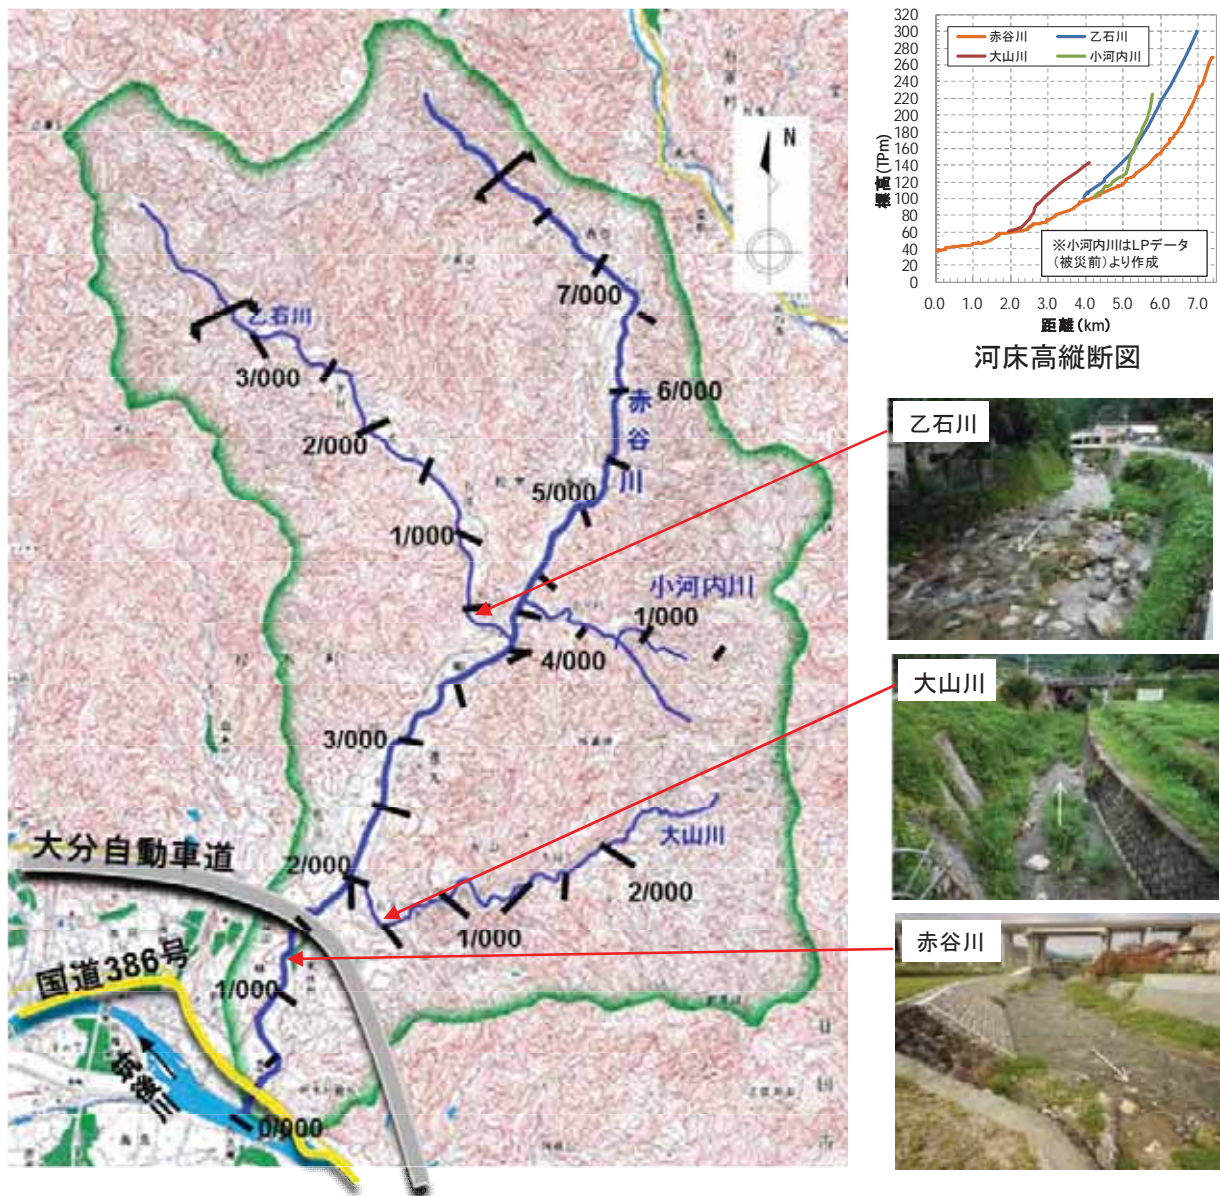 N
乙石川
3/000
2/000
1/000
7/000
6/000
赤谷川
5/000
小河内川
1/000
4/000
3/000
大山川
2/000
2/000
1/000
大分自動車道
国道386号
1/000
筑後川
0/000
標高(TPm)
320
300
280
260
240
220
200
180
160
140
120
100
80
60
40
20
0
赤谷川
乙石川
大山川
小河内川
※小河内川はLPデータ
(被災前)より作成
0.0 1.0 2.0 3.0 4.0 5.0 6.0 7.0
距離(km)
河床高縦断図
乙石川
大山川
赤谷川